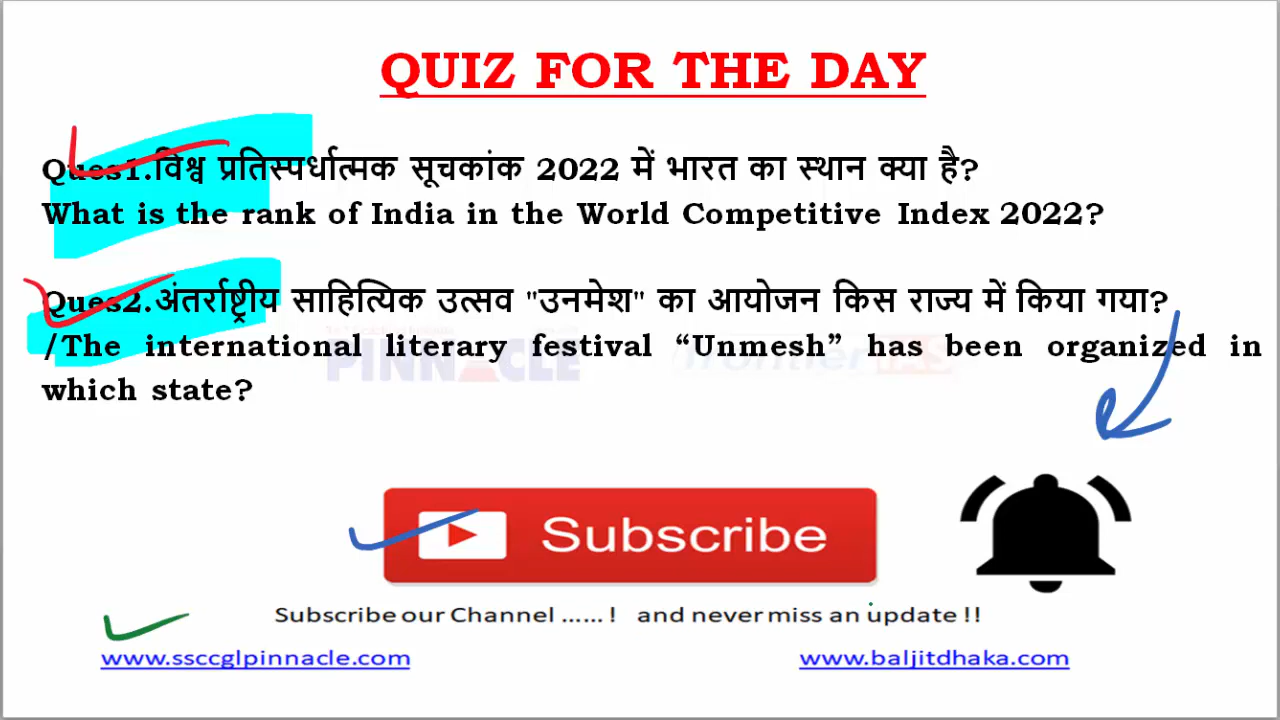 QUIZ FOR THE DAY
Ques1.विश्व प्रतिस्पर्धात्मक सूचकांक 2022 में भारत का स्थान क्या है?
What is the rank of India in the World Competitive Index 2022?
Ques2.अंतर्राष्ट्रीय साहित्यिक उत्सव "उनमेश" का आयोजन किस राज्य में किया गया?
/The international literary festival “Unmesh” has been organized in
which state?
PINNACLE
Subscribe
Subscribe our Channel ...... ! and never miss an update !!
www.ssccglpinnacle.com www.baljitdhaka.com